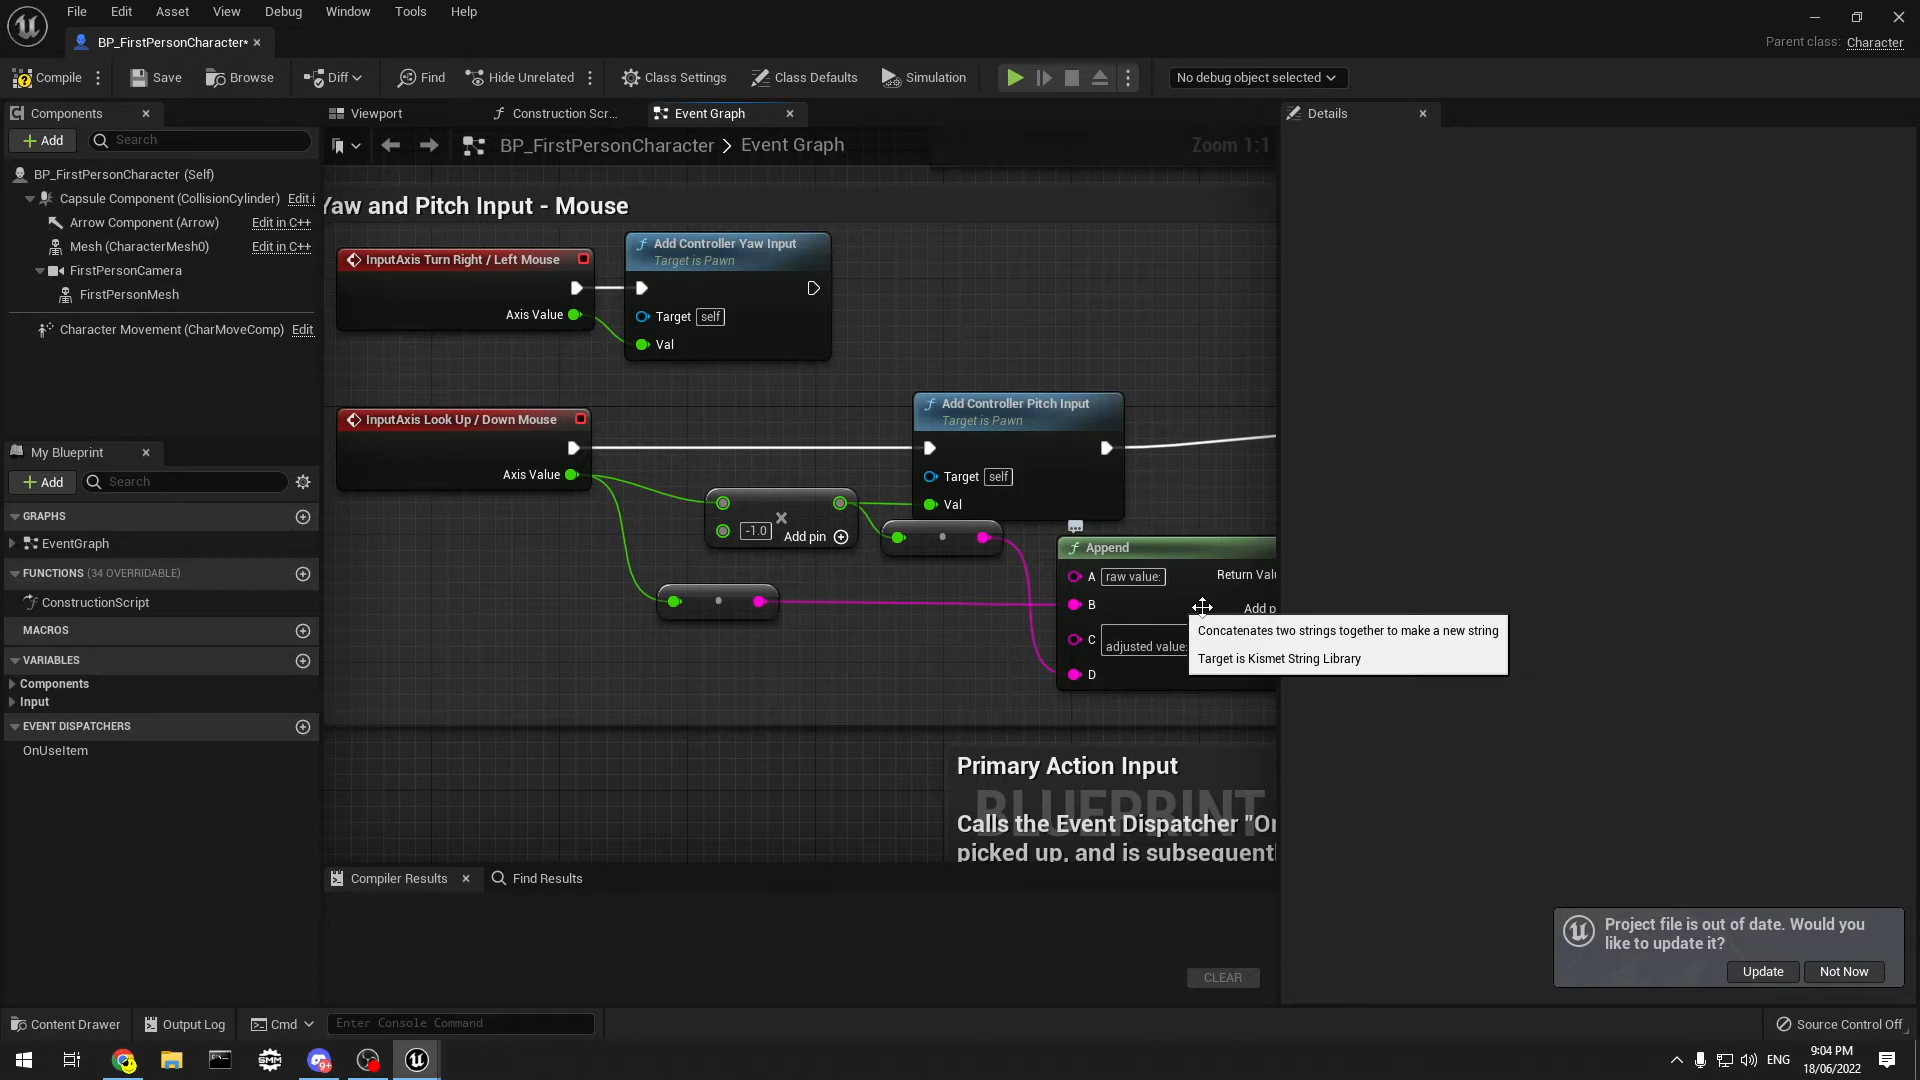 File Edit Asset View Debug Window Tools Help
BP_FirstPersonCharacter*
Parent class: Character
Compile Save Browse Diff Find Hide Unrelated Class Settings Class Defaults Simulation No debug object selected
Components
Viewport Construction Scr... Event Graph
Details
Add Search
BP_FirstPersonCharacter > Event Graph
Zoom 1:1
BP_FirstPersonCharacter (Self)
Capsule Component (CollisionCylinder) Edit i
Arrow Component (Arrow) Edit in C++
Mesh (CharacterMesh0) Edit in C++
FirstPersonCamera
FirstPersonMesh
Character Movement (CharMoveComp) Edit
Yaw and Pitch Input - Mouse
InputAxis Turn Right / Left Mouse
Axis Value
Add Controller Yaw Input
Target is Pawn
Target self
Val
InputAxis Look Up / Down Mouse
Axis Value
-1.0
Add pin
Add Controller Pitch Input
Target is Pawn
Target self
Val
Append
A raw value: Return Valu
B Add p
C adjusted value:
D
Concatenates two strings together to make a new string
Target is Kismet String Library
My Blueprint
Add Search
GRAPHS
EventGraph
FUNCTIONS (34 OVERRIDABLE)
ConstructionScript
MACROS
VARIABLES
Components
Input
EVENT DISPATCHERS
OnUseItem
Primary Action Input
BLUEPRINT
Calls the Event Dispatcher "On
picked up, and is subsequentl
Compiler Results Find Results
CLEAR
Project file is out of date. Would you
like to update it?
Update Not Now
Content Drawer Output Log Cmd Enter Console Command
Source Control Off
SMM 9+
ENG
9:04 PM
18/06/2022